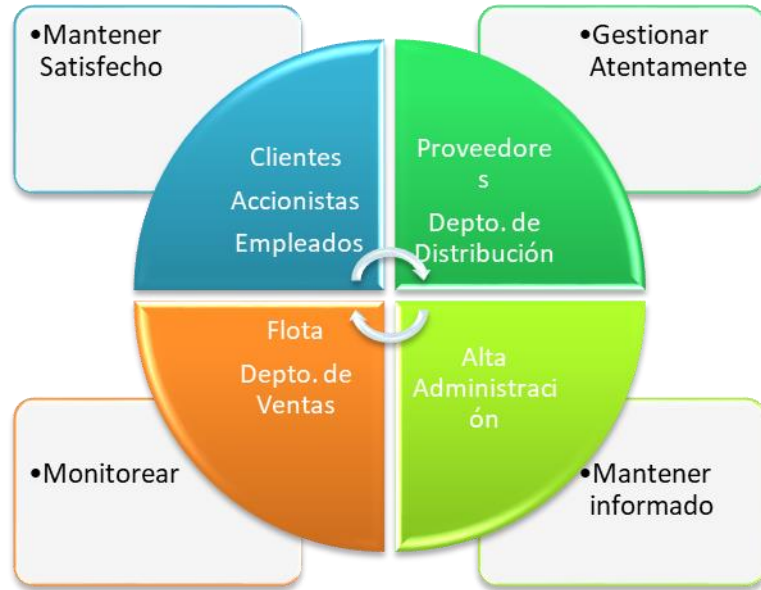 •Mantener
Satisfecho
•Gestionar
Atentamente
Clientes
Accionistas
Empleados
Proveedore
s
Depto. de
Distribución
Flota
Depto. de
Ventas
Alta
Administraci
ón
•Monitorear
•Mantener
informado